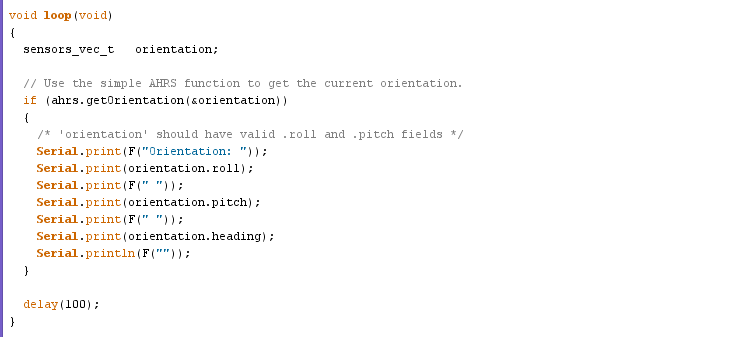 void loop(void)
{
  sensors_vec_t   orientation;

  // Use the simple AHRS function to get the current orientation.
  if (ahrs.getOrientation(&orientation))
  {
    /* 'orientation' should have valid .roll and .pitch fields */
    Serial.print(F("Orientation: "));
    Serial.print(orientation.roll);
    Serial.print(F(" "));
    Serial.print(orientation.pitch);
    Serial.print(F(" "));
    Serial.print(orientation.heading);
    Serial.println(F(""));
  }

  delay(100);
}